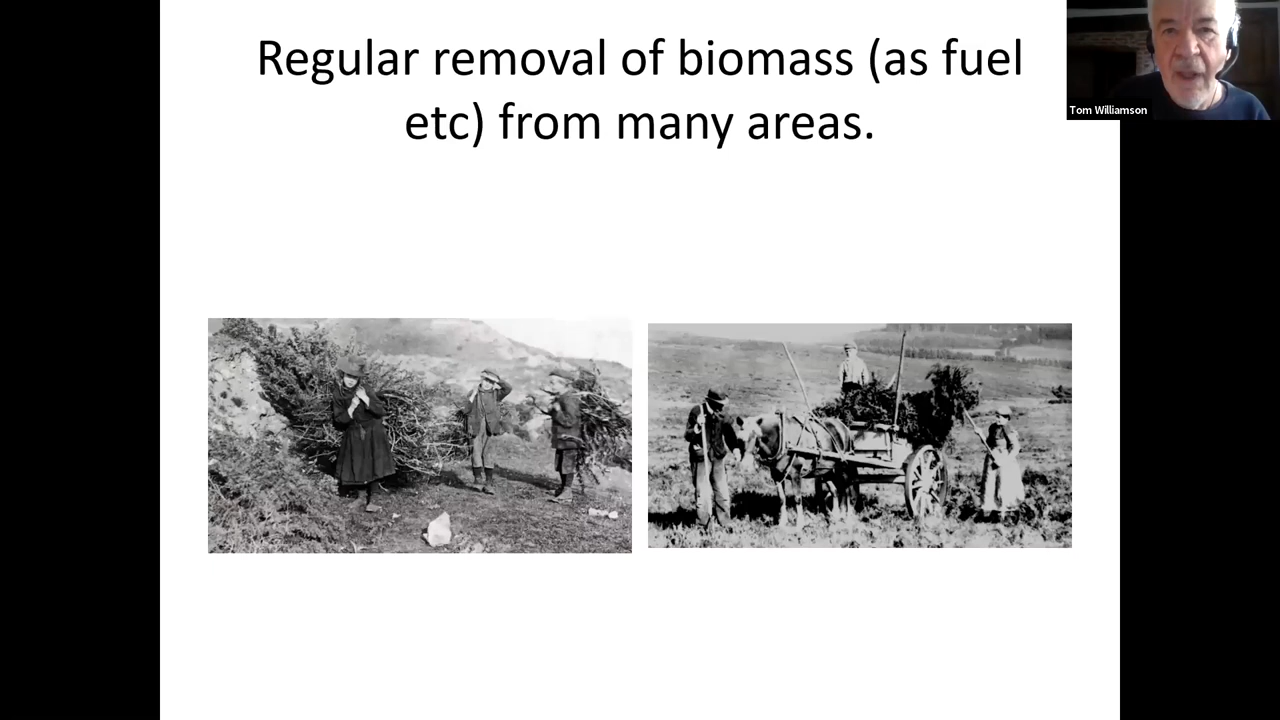 Regular removal of biomass (as fuel
etc) from many areas.
Tom Williamson